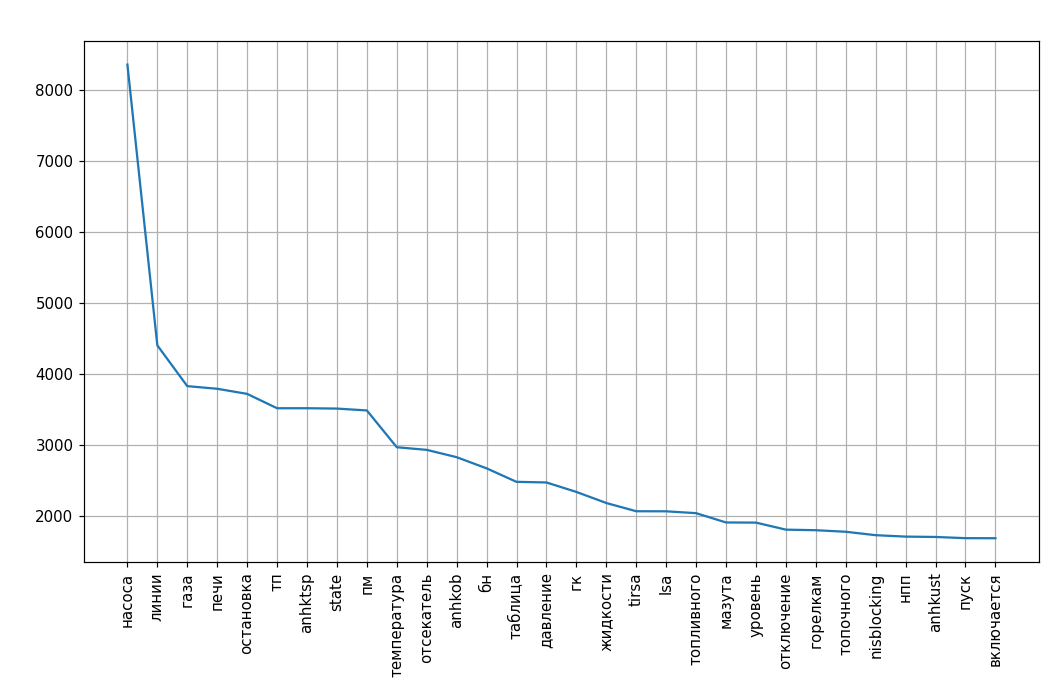 8000
7000
6000
5000
4000
3000
2000
насоса
линии
газа
печи
остановка
тп
anhktsp
state
пм
температура
отсекатель
anhkob
бн
таблица
давление
гк
жидкости
tirsa
lsa
топливного
мазута
уровень
отключение
горелкам
топочного
nisblocking
нпп
anhkust
пуск
включается